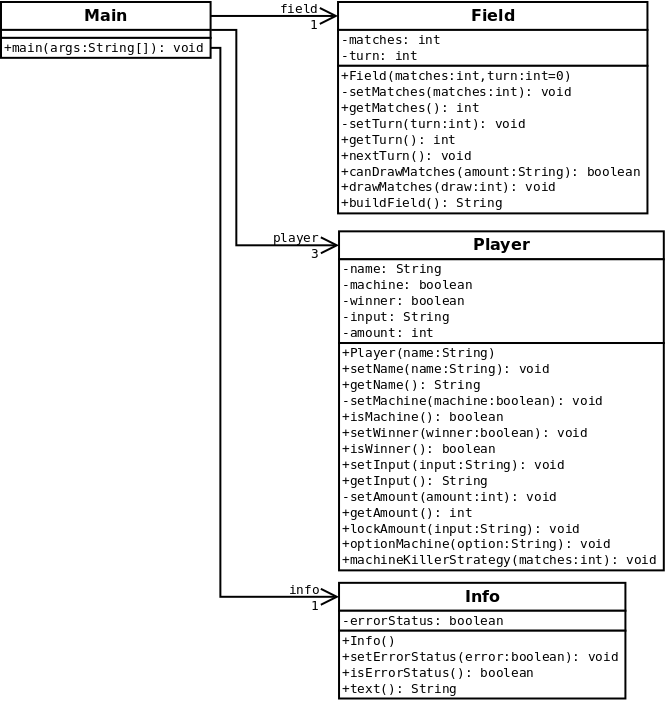 Main
+main(args:String[]): void
field
1
Field
-matches: int
-turn: int
+Field(matches:int,turn:int=0)
-setMatches(matches:int): void
+getMatches(): int
-setTurn(turn:int): void
+getTurn(): int
+nextTurn(): void
+canDrawMatches(amount:String): boolean
+drawMatches(draw:int): void
+buildField(): String
player
3
Player
-name: String
-machine: boolean
-winner: boolean
-input: String
-amount: int
+Player(name:String)
+setName(name:String): void
+getName(): String
-setMachine(machine:boolean): void
+isMachine(): boolean
+setWinner(winner:boolean): void
+isWinner(): boolean
+setInput(input:String): void
+getInput(): String
-setAmount(amount:int): void
+getAmount(): int
+lockAmount(input:String): void
+optionMachine(option:String): void
+machineKillerStrategy(matches:int): void
info
1
Info
-errorStatus: boolean
+Info()
+setErrorStatus(error:boolean): void
+isErrorStatus(): boolean
+text(): String